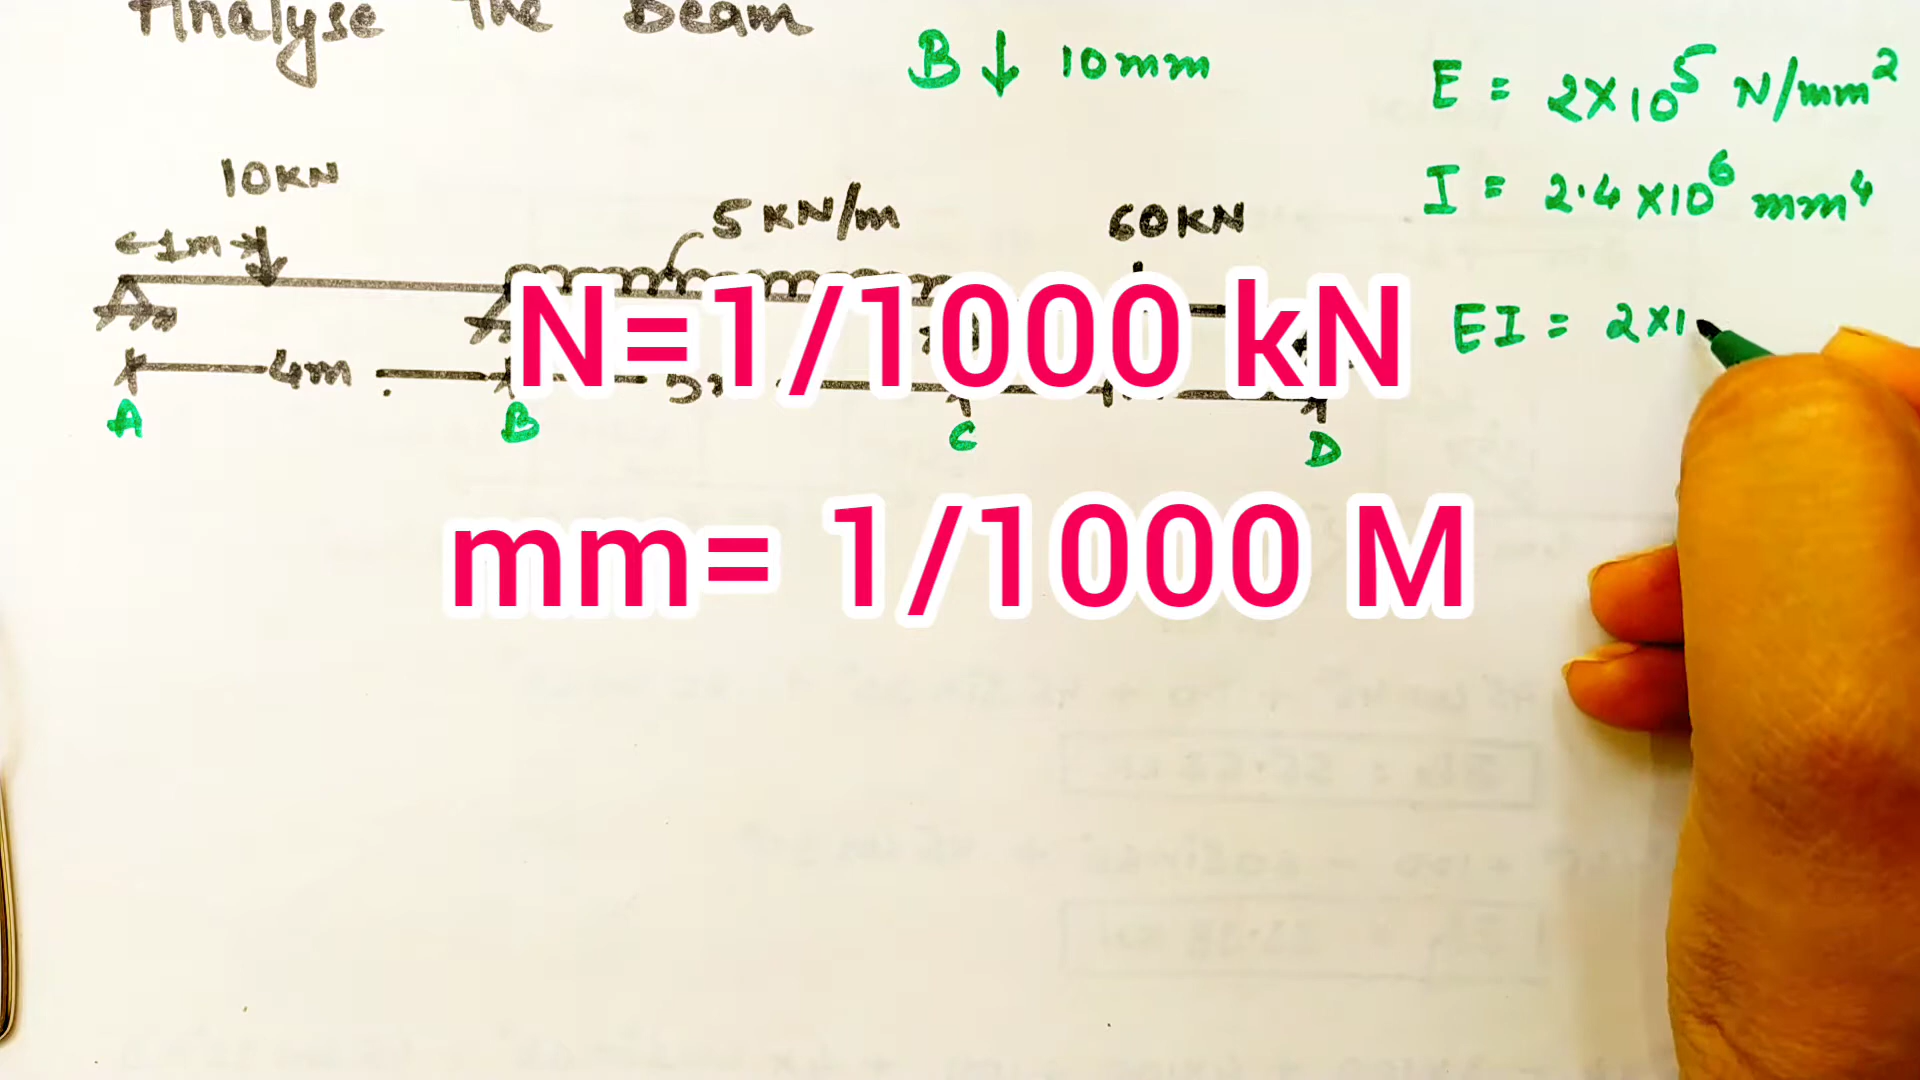 Analyse The Beam
B ↓ 10mm
E = 2×10⁵ N/mm²
I = 2.4×10⁶ mm⁴
10KN
1m
5KN/m
60KN
EI = 2×1
N=1/1000 kN
4m
A
B
C
D
mm= 1/1000 M